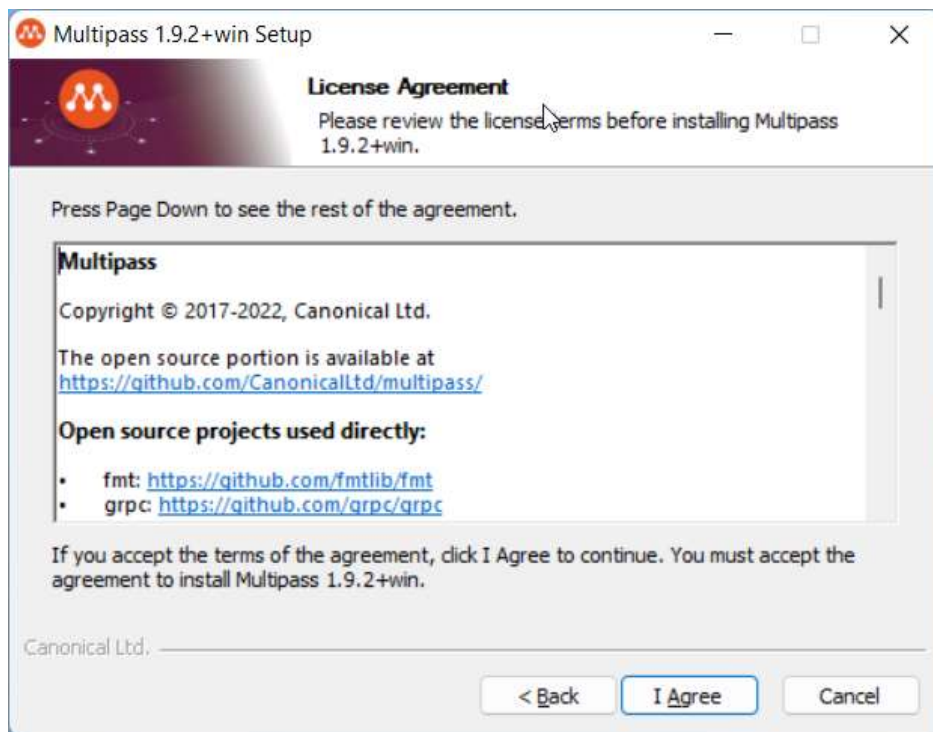 Multipass 1.9.2+win Setup
License Agreement
Please review the license terms before installing Multipass
1.9.2+win.
Press Page Down to see the rest of the agreement.
Multipass
Copyright © 2017-2022, Canonical Ltd.
The open source portion is available at
https://github.com/CanonicalLtd/multipass/
Open source projects used directly:
• fmt: https://github.com/fmtlib/fmt
• grpc: https://github.com/grpc/grpc
If you accept the terms of the agreement, click I Agree to continue. You must accept the
agreement to install Multipass 1.9.2+win.
Canonical Ltd.
< Back
I Agree
Cancel